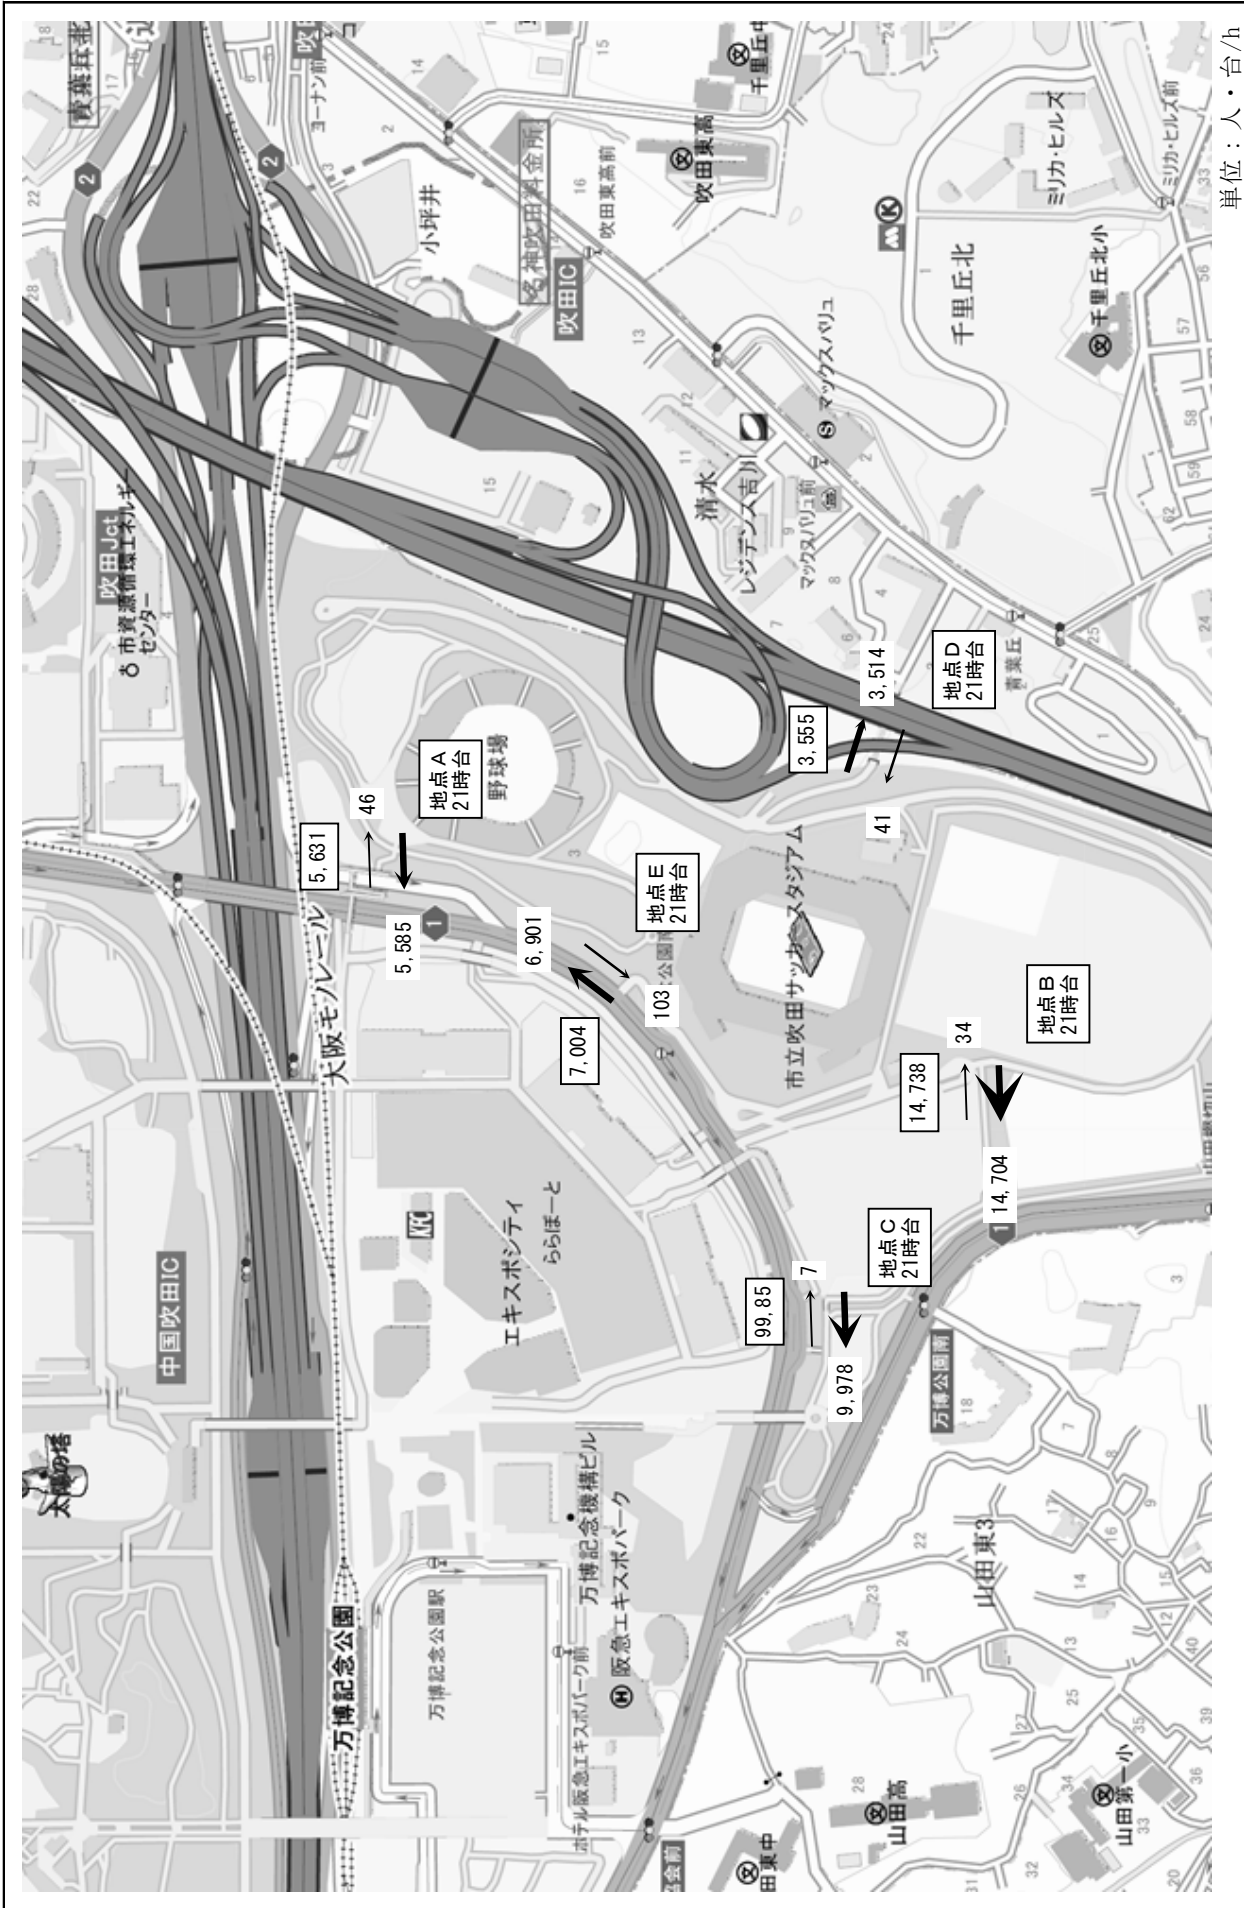 太陽の塔
中国吹田IC
吹田Jct
市資源循環エネルギー
センター
万博記念公園
大阪モノレール
5,631
46
5,585
地点A
21時台
野球場
6,901
7,004
103
地点E
21時台
万博記念公園駅
エキスポシティ
ららぽーと
万博記念機構ビル
阪急エキスポパーク
ホテル阪急エキスポパーク前
99,85
7
9,978
地点C
21時台
14,738
34
14,704
地点B
21時台
市立吹田サッカースタジアム
3,555
3,514
41
地点D
21時台
万博公園南
山田東3
山田高
山田第一小
小坪井
ヨーナン前
名神吹田料金所
吹田IC
吹田東高前
吹田東高
清水
レジデンス吉川
マックスバリュ前
マックスバリュ
青葉丘
千里丘北
千里丘北小
ミリカ・ヒルズ
ミリカ・ヒルズ前
単位：人・台/h